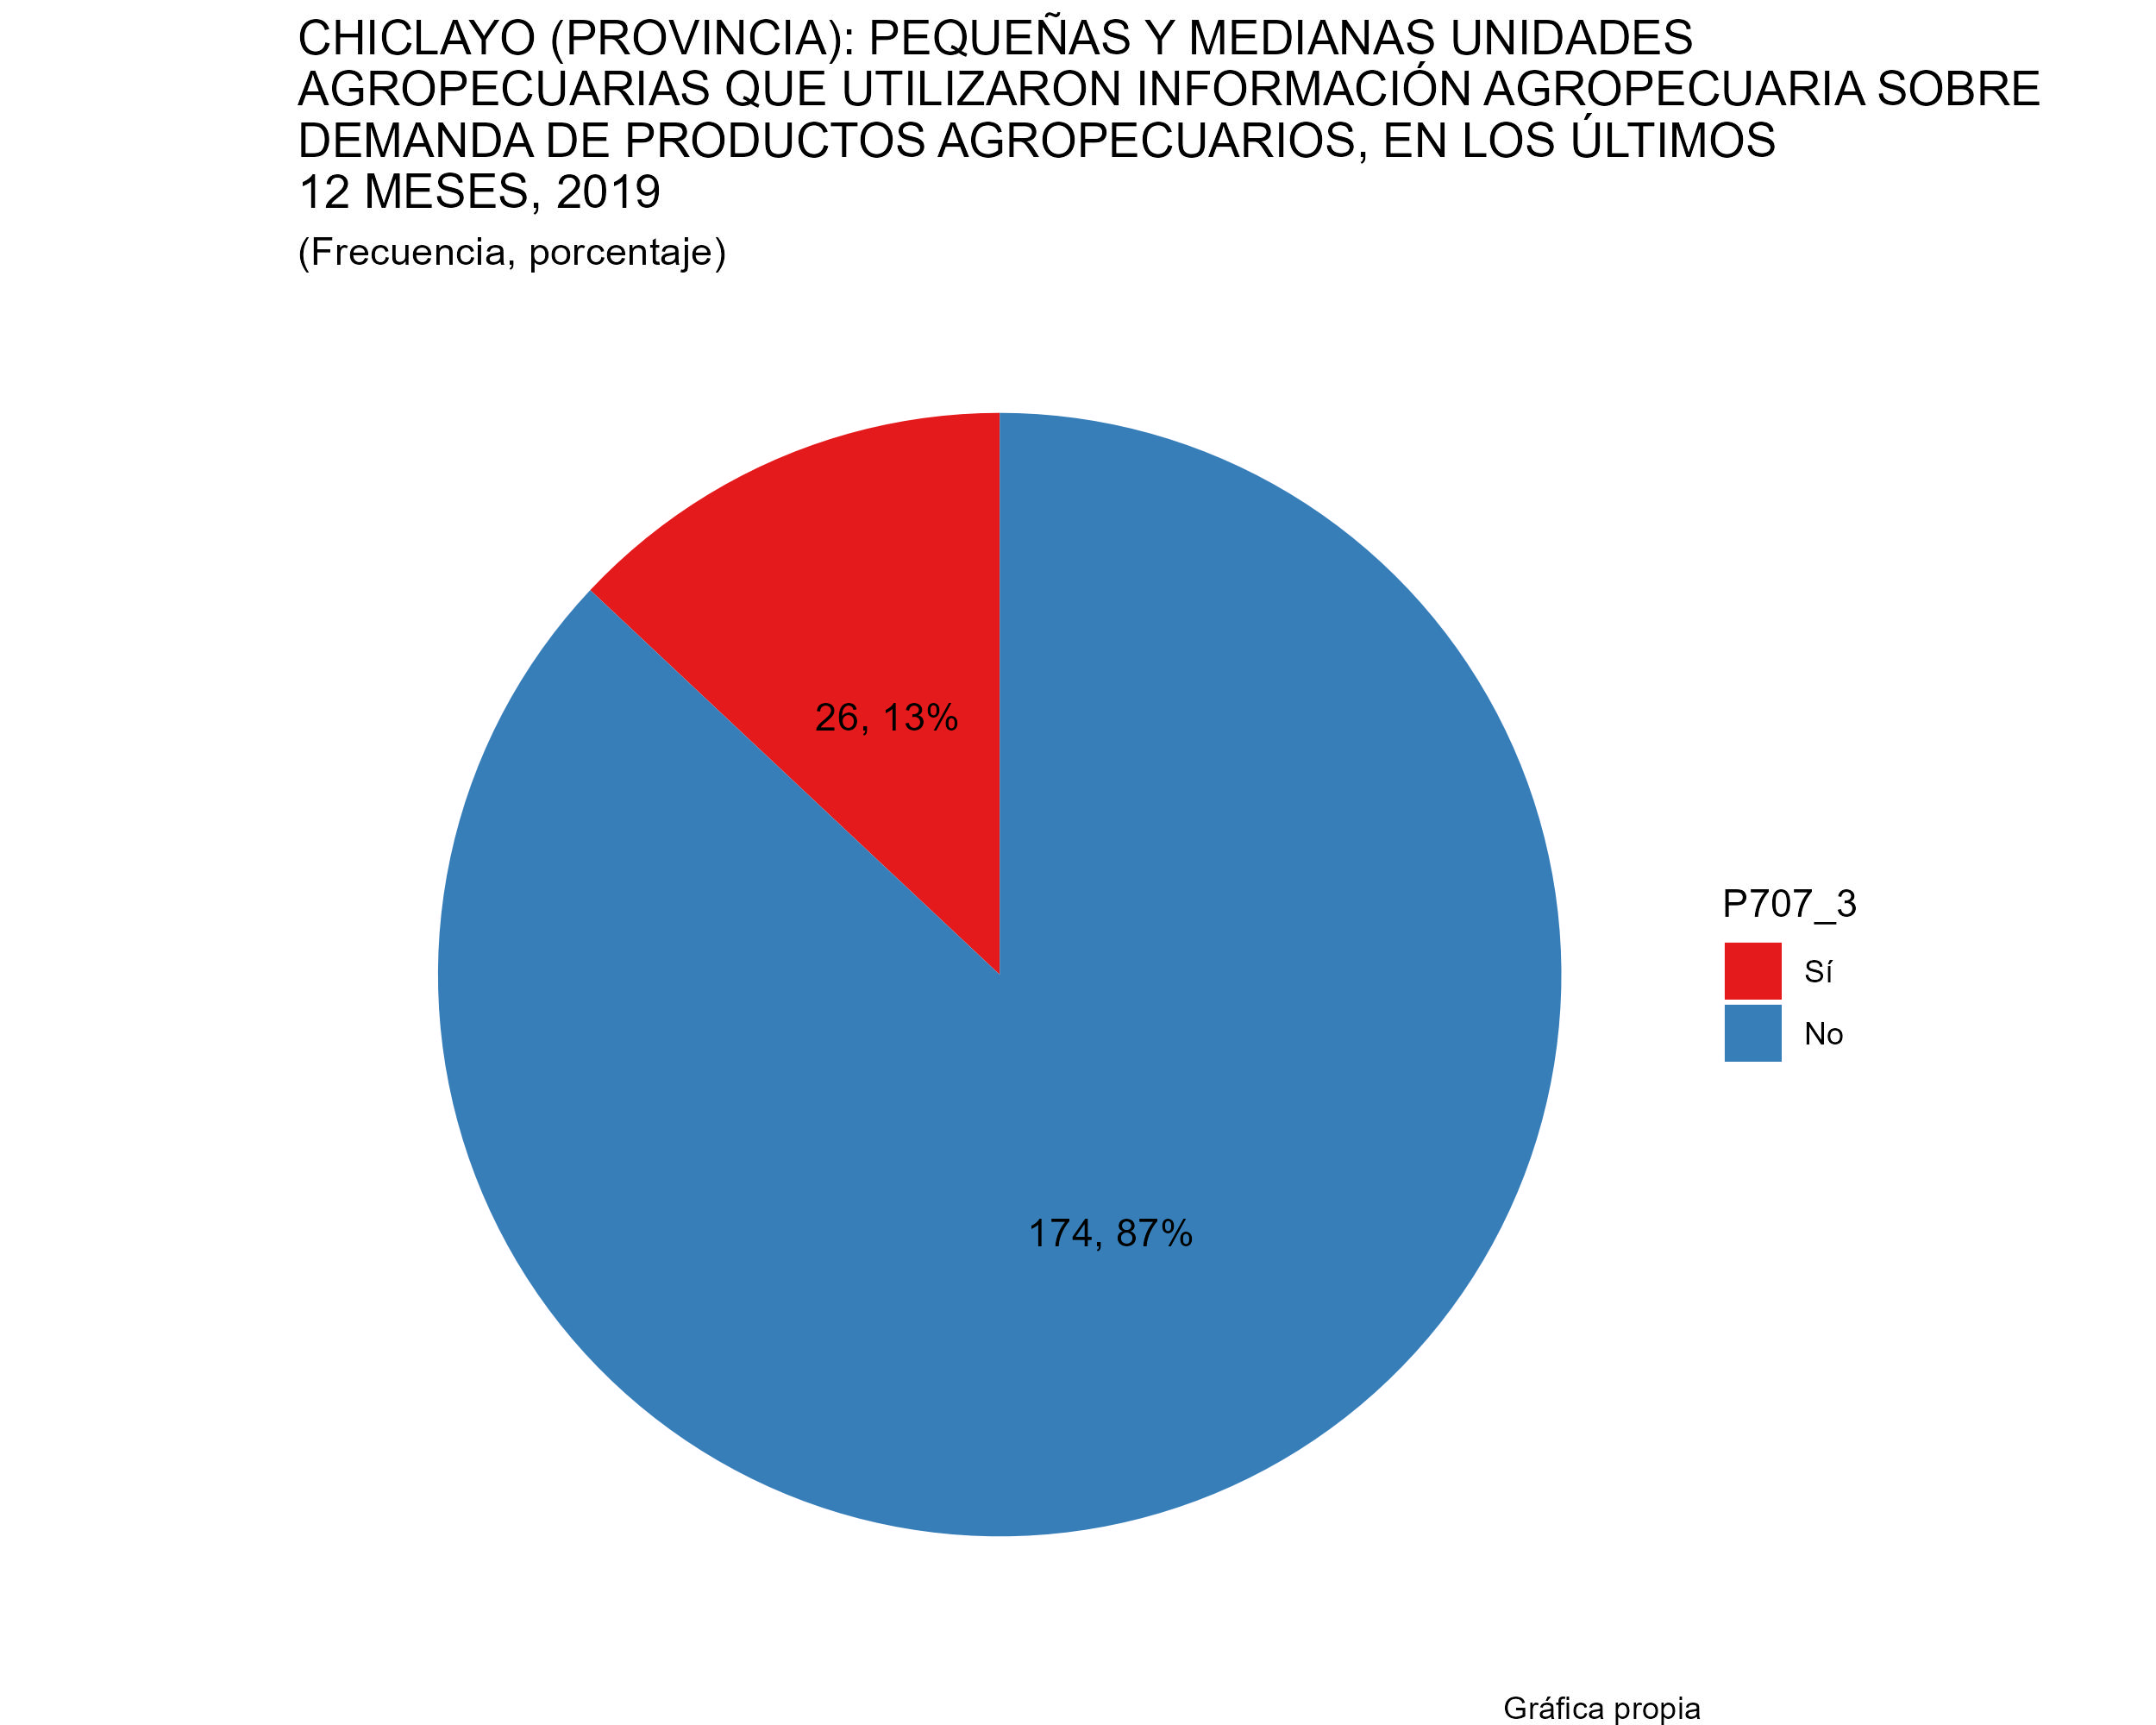 CHICLAYO (PROVINCIA): PEQUEÑAS Y MEDIANAS UNIDADES
AGROPECUARIAS QUE UTILIZARON INFORMACIÓN AGROPECUARIA SOBRE
DEMANDA DE PRODUCTOS AGROPECUARIOS, EN LOS ÚLTIMOS
12 MESES, 2019
(Frecuencia, porcentaje)
26, 13%
P707_3
Sí
No
174, 87%
Gráfica propia